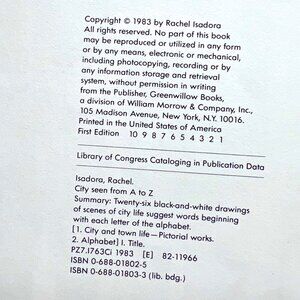 Copyright © 1983 by Rachel Isadora
All rights reserved. No part of this book
may be reproduced or utilized in any form
or by any means, electronic or mechanical,
including photocopying, recording or by
any information storage and retrieval
system, without permission in writing
from the Publisher, Greenwillow Books,
a division of William Morrow & Company, Inc.,
105 Madison Avenue, New York, N.Y. 10016.
Printed in the United States of America
First Edition 10 9 8 7 6 5 4 3 2 1
Library of Congress Cataloging in Publication Data
Isadora, Rachel.
City seen from A to Z
Summary: Twenty-six black-and-white drawings
of scenes of city life suggest words beginning
with each letter of the alphabet.
[1. City and town life—Pictorial works.
2. Alphabet] I. Title.
PZ7.I763Ci 1983 [E] 82-11966
ISBN 0-688-01802-5
ISBN 0-688-01803-3 (lib. bdg.)